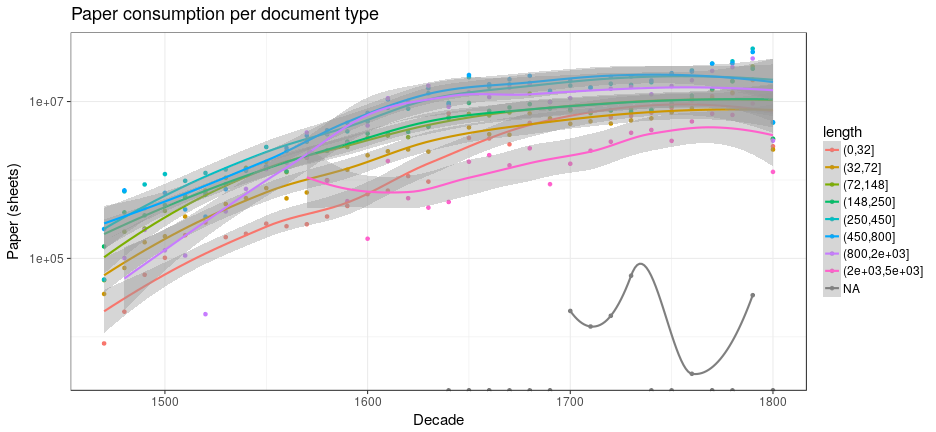 Paper consumption per document type
Paper (sheets)
1e+07
1e+05
1500 1600 1700 1800
Decade
length
(0,32]
(32,72]
(72,148]
(148,250]
(250,450]
(450,800]
(800,2e+03]
(2e+03,5e+03]
NA